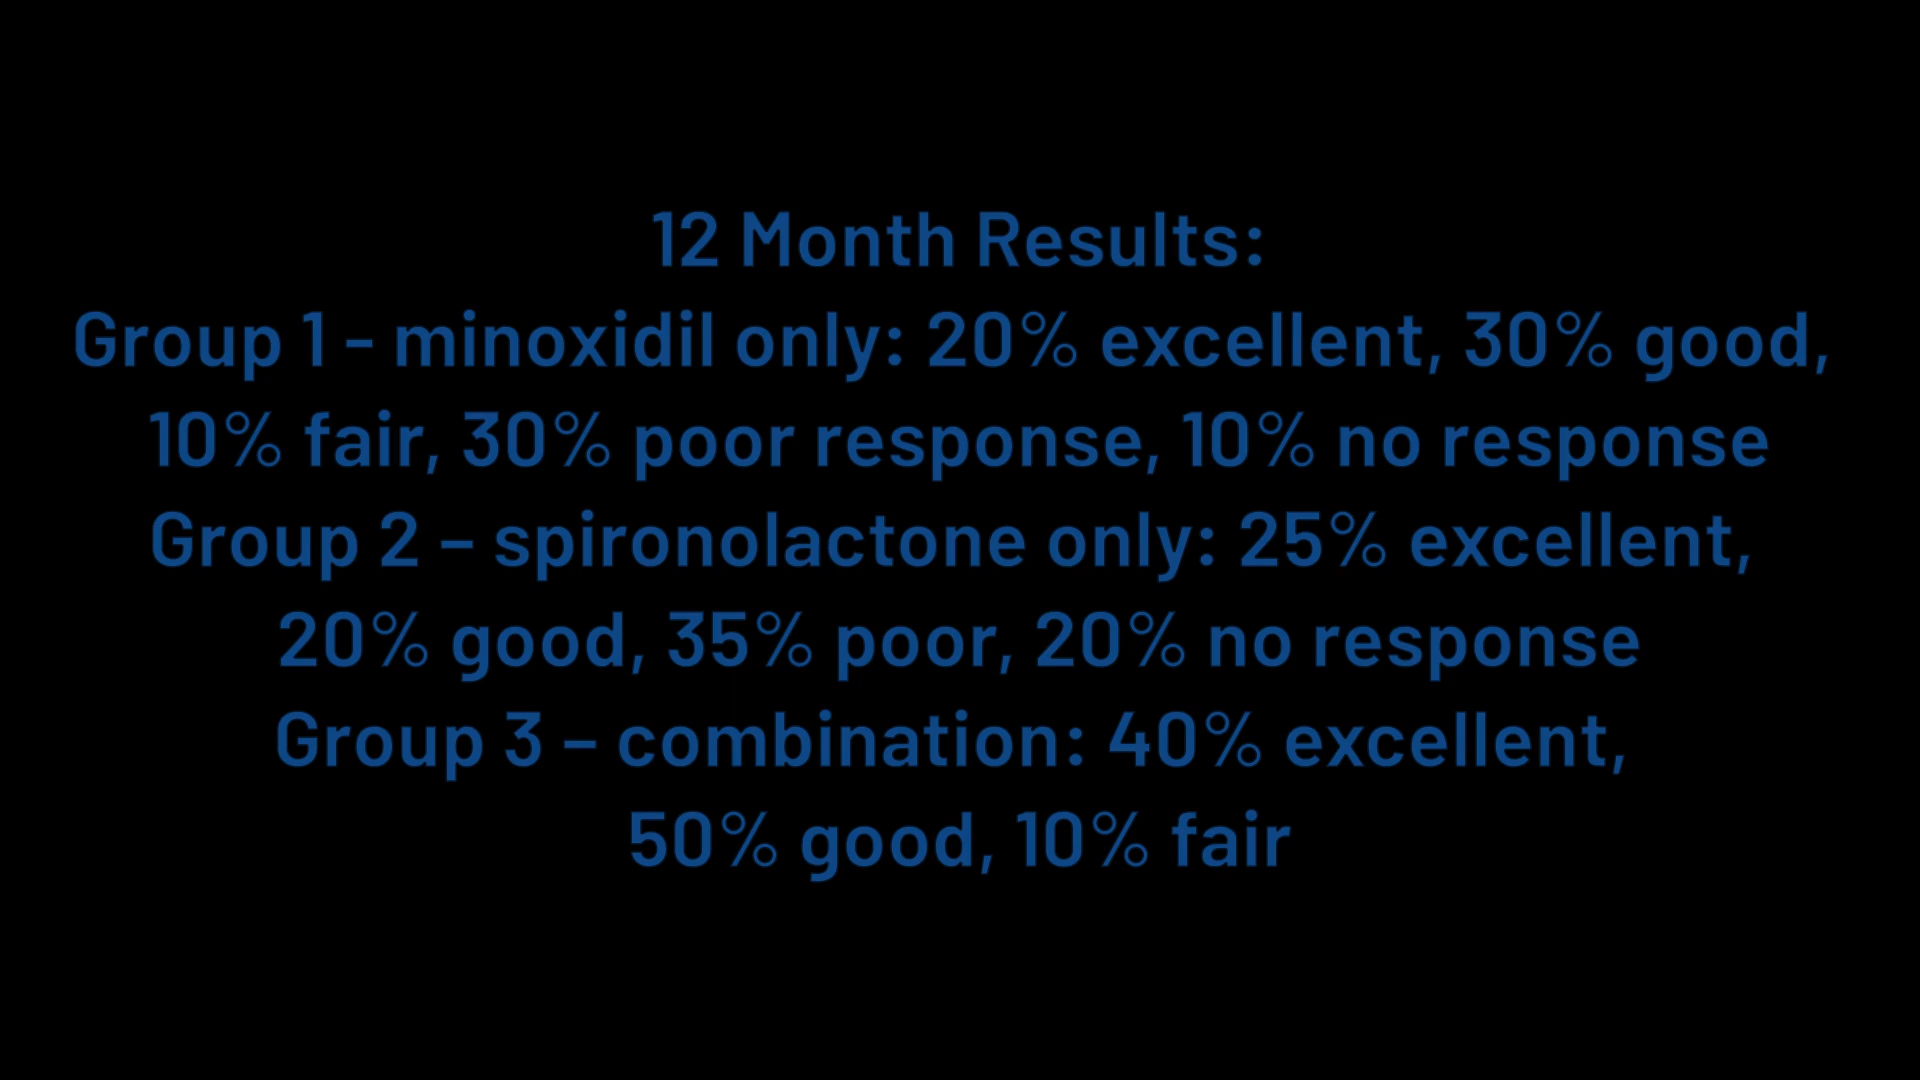 12 Month Results:
Group 1 - minoxidil only: 20% excellent, 30% good,
10% fair, 30% poor response, 10% no response
Group 2 – spironolactone only: 25% excellent,
20% good, 35% poor, 20% no response
Group 3 – combination: 40% excellent,
50% good, 10% fair